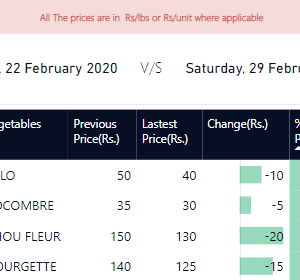 All The prices are in Rs/lbs or Rs/unit where applicable
, 22 February 2020 V/S Saturday, 29 Febru
getables Previous Price(Rs.) Lastest Price(Rs.) Change(Rs.) %
LO 50 40 -10
OCOMBRE 35 30 -5
HOU FLEUR 150 130 -20
OURGETTE 140 125 -15